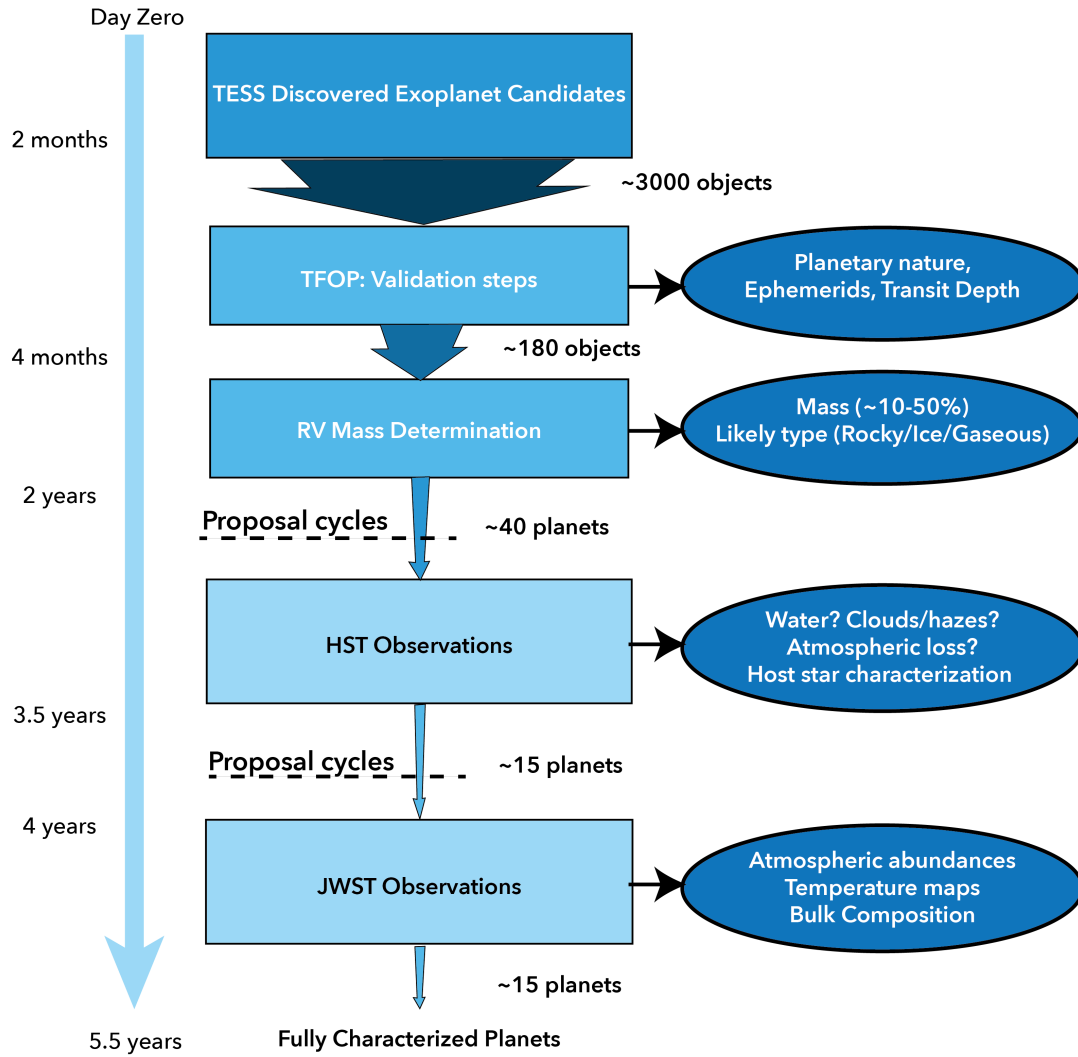 Day Zero
TESS Discovered Exoplanet Candidates
2 months
~3000 objects
TFOP: Validation steps
Planetary nature,
Ephemerids, Transit Depth
~180 objects
4 months
RV Mass Determination
Mass (~10-50%)
Likely type (Rocky/Ice/Gaseous)
2 years
Proposal cycles
~40 planets
HST Observations
Water? Clouds/hazes?
Atmospheric loss?
Host star characterization
3.5 years
Proposal cycles
~15 planets
4 years
JWST Observations
Atmospheric abundances
Temperature maps
Bulk Composition
~15 planets
5.5 years
Fully Characterized Planets